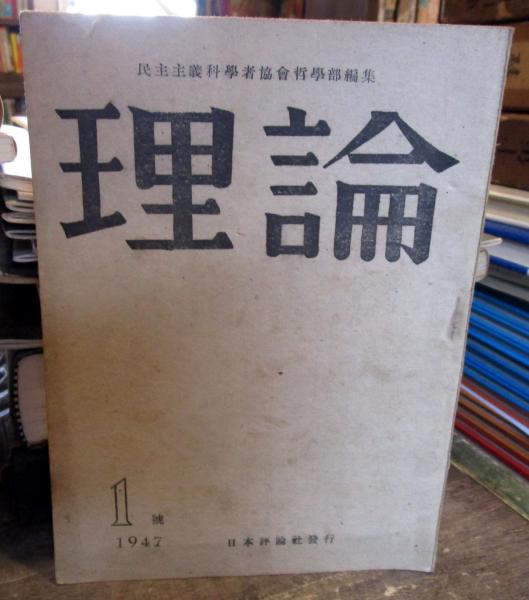 民主主義科學者協會哲學部編集
理論
1號
1947
日本評論社發行